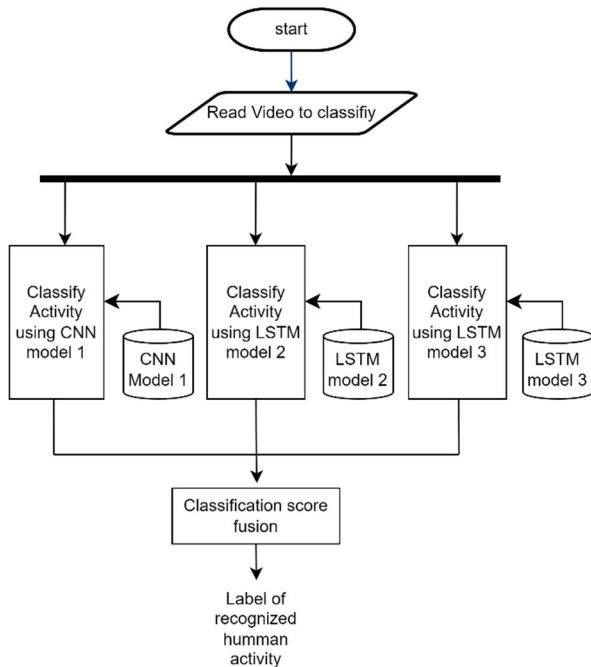 start
Read Video to classifiy
Classify
Activity
using CNN
model 1
CNN
Model 1
Classify
Activity
using LSTM
model 2
LSTM
model 2
Classify
Activity
using LSTM
model 3
LSTM
model 3
Classification score
fusion
Label of
recognized
humman
activity